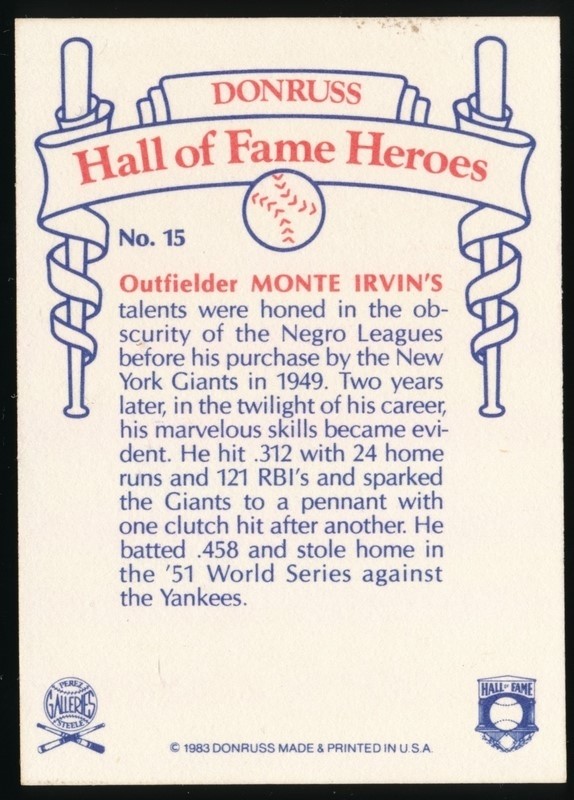 DONRUSS
Hall of Fame Heroes
No. 15
Outfielder MONTE IRVIN'S
talents were honed in the ob-
scurity of the Negro Leagues
before his purchase by the New
York Giants in 1949. Two years
later, in the twilight of his career,
his marvelous skills became evi-
dent. He hit .312 with 24 home
runs and 121 RBI's and sparked
the Giants to a pennant with
one clutch hit after another. He
batted .458 and stole home in
the '51 World Series against
the Yankees.
PEREZ
GALLERIES
STEELE
HALL OF FAME
© 1983 DONRUSS MADE & PRINTED IN U.S.A.